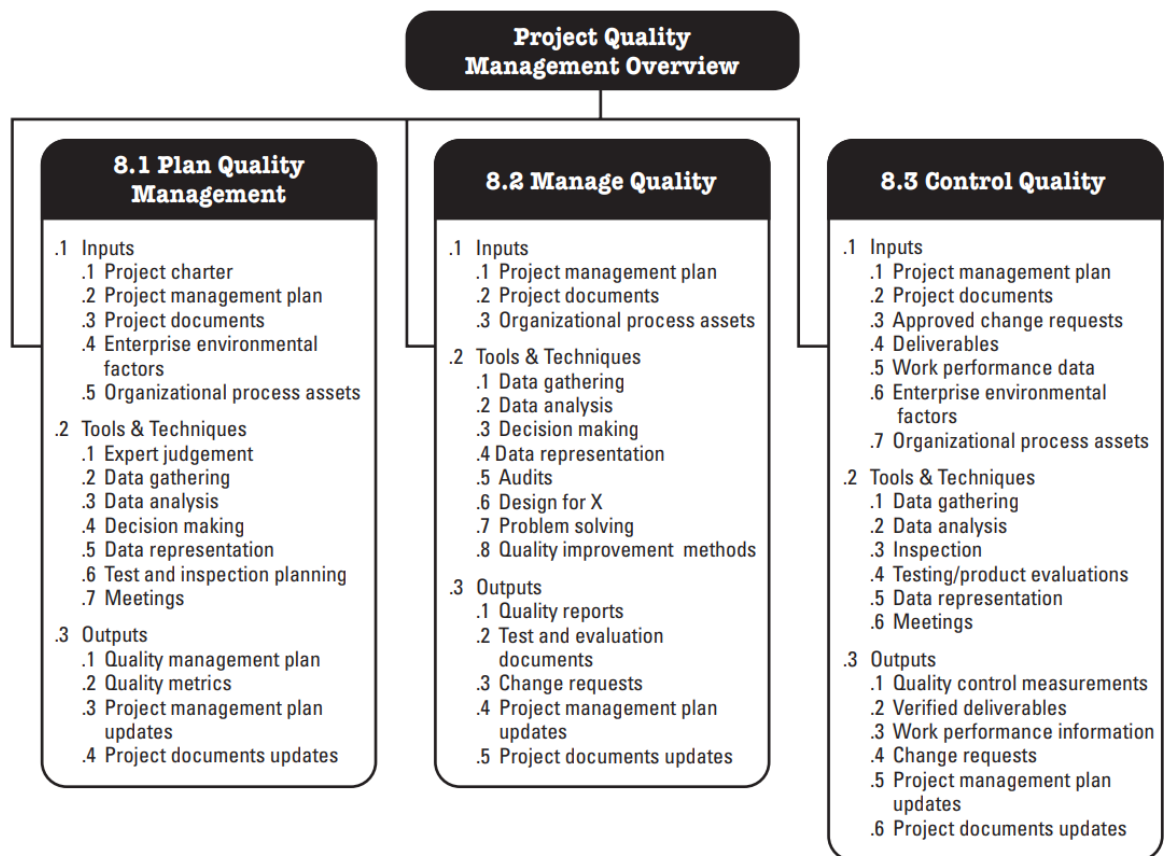 Project Quality
Management Overview
8.1 Plan Quality
Management
.1 Inputs
.1 Project charter
.2 Project management plan
.3 Project documents
.4 Enterprise environmental
factors
.5 Organizational process assets
.2 Tools & Techniques
.1 Expert judgement
.2 Data gathering
.3 Data analysis
.4 Decision making
.5 Data representation
.6 Test and inspection planning
.7 Meetings
.3 Outputs
.1 Quality management plan
.2 Quality metrics
.3 Project management plan
updates
.4 Project documents updates
8.2 Manage Quality
.1 Inputs
.1 Project management plan
.2 Project documents
.3 Organizational process assets
.2 Tools & Techniques
.1 Data gathering
.2 Data analysis
.3 Decision making
.4 Data representation
.5 Audits
.6 Design for X
.7 Problem solving
.8 Quality improvement methods
.3 Outputs
.1 Quality reports
.2 Test and evaluation
documents
.3 Change requests
.4 Project management plan
updates
.5 Project documents updates
8.3 Control Quality
.1 Inputs
.1 Project management plan
.2 Project documents
.3 Approved change requests
.4 Deliverables
.5 Work performance data
.6 Enterprise environmental
factors
.7 Organizational process assets
.2 Tools & Techniques
.1 Data gathering
.2 Data analysis
.3 Inspection
.4 Testing/product evaluations
.5 Data representation
.6 Meetings
.3 Outputs
.1 Quality control measurements
.2 Verified deliverables
.3 Work performance information
.4 Change requests
.5 Project management plan
updates
.6 Project documents updates